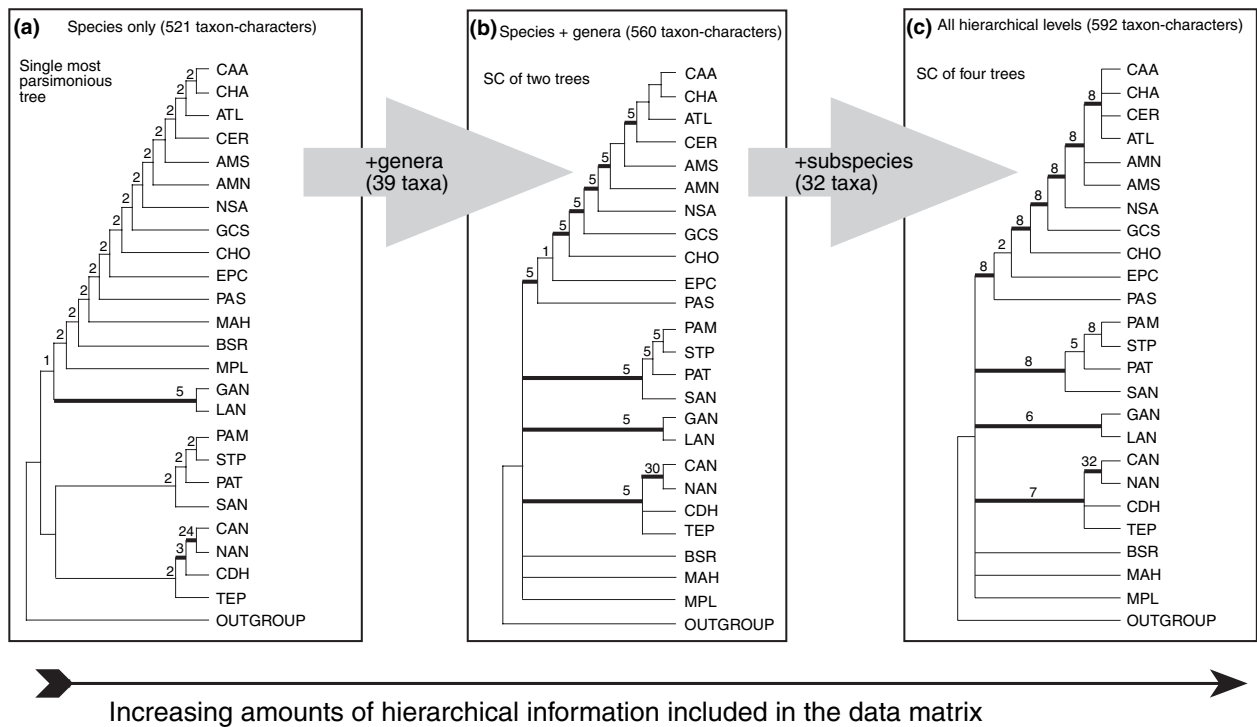 (a) Species only (521 taxon-characters)
Single most
parsimonious
tree
2 CAA
2 CHA
2 ATL
2 CER
2 AMS
2 AMN
2 NSA
2 GCS
2 CHO
2 EPC
2 PAS
2 MAH
2 BSR
1 MPL
5 GAN
LAN
2 PAM
2 STP
PAT
2 SAN
24 CAN
3 NAN
2 CDH
TEP
OUTGROUP
+genera
(39 taxa)
(b) Species + genera (560 taxon-characters)
SC of two trees
CAA
CHA
5 ATL
CER
5 AMS
5 AMN
5 NSA
5 GCS
1 CHO
5 EPC
PAS
5 PAM
5 STP
5 PAT
SAN
5 GAN
LAN
30 CAN
5 NAN
CDH
TEP
BSR
MAH
MPL
OUTGROUP
+subspecies
(32 taxa)
(c) All hierarchical levels (592 taxon-characters)
SC of four trees
CAA
8 CHA
CER
8 ATL
AMN
8 AMS
8 NSA
8 GCS
2 CHO
8 EPC
PAS
8 PAM
5 STP
8 PAT
SAN
6 GAN
LAN
32 CAN
7 NAN
CDH
TEP
BSR
MAH
MPL
OUTGROUP
Increasing amounts of hierarchical information included in the data matrix